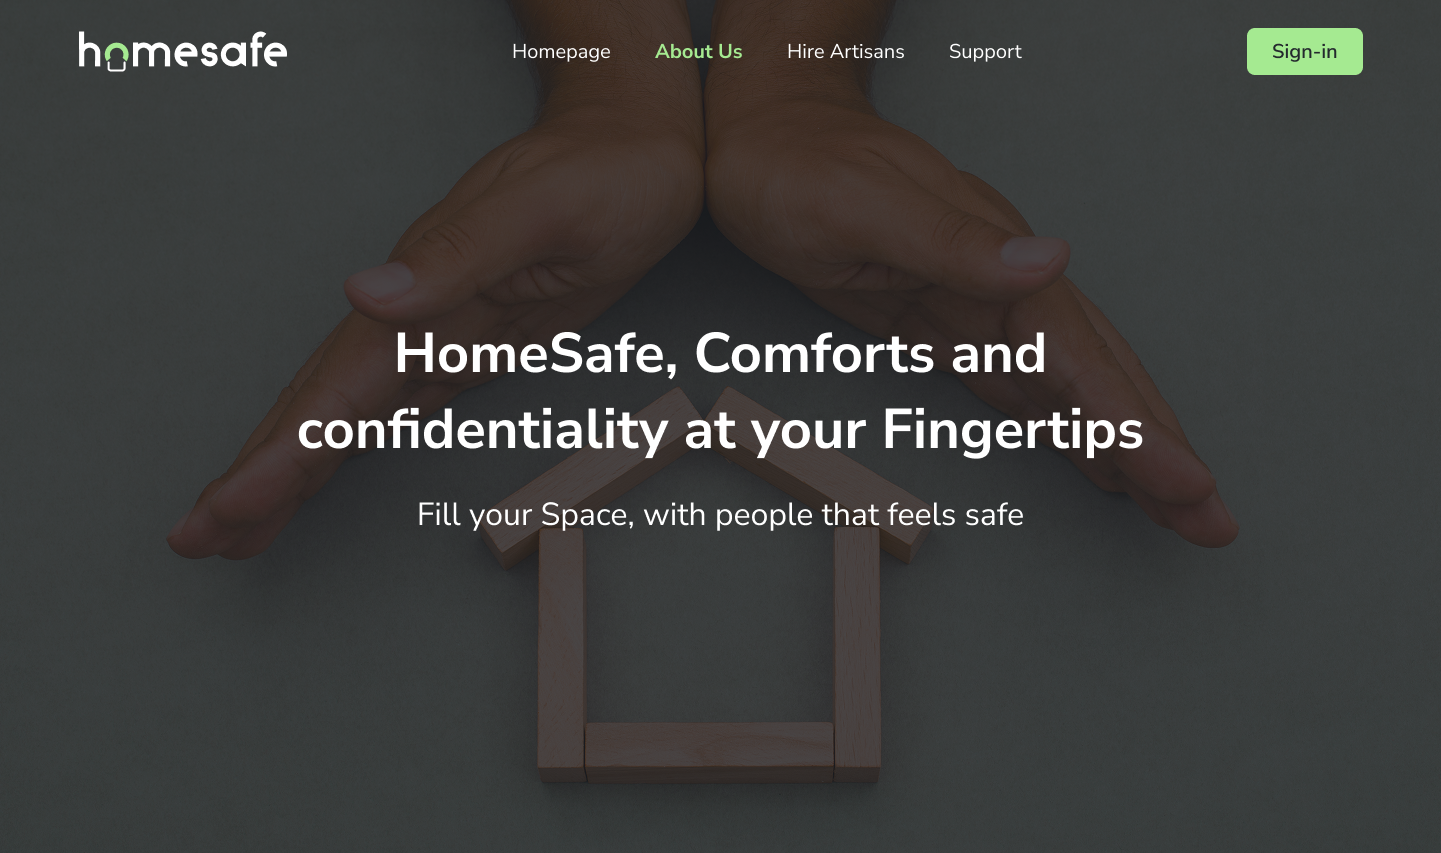 homesafe
Homepage
About Us
Hire Artisans
Support
Sign-in
HomeSafe, Comforts and
confidentiality at your Fingertips
Fill your Space, with people that feels safe